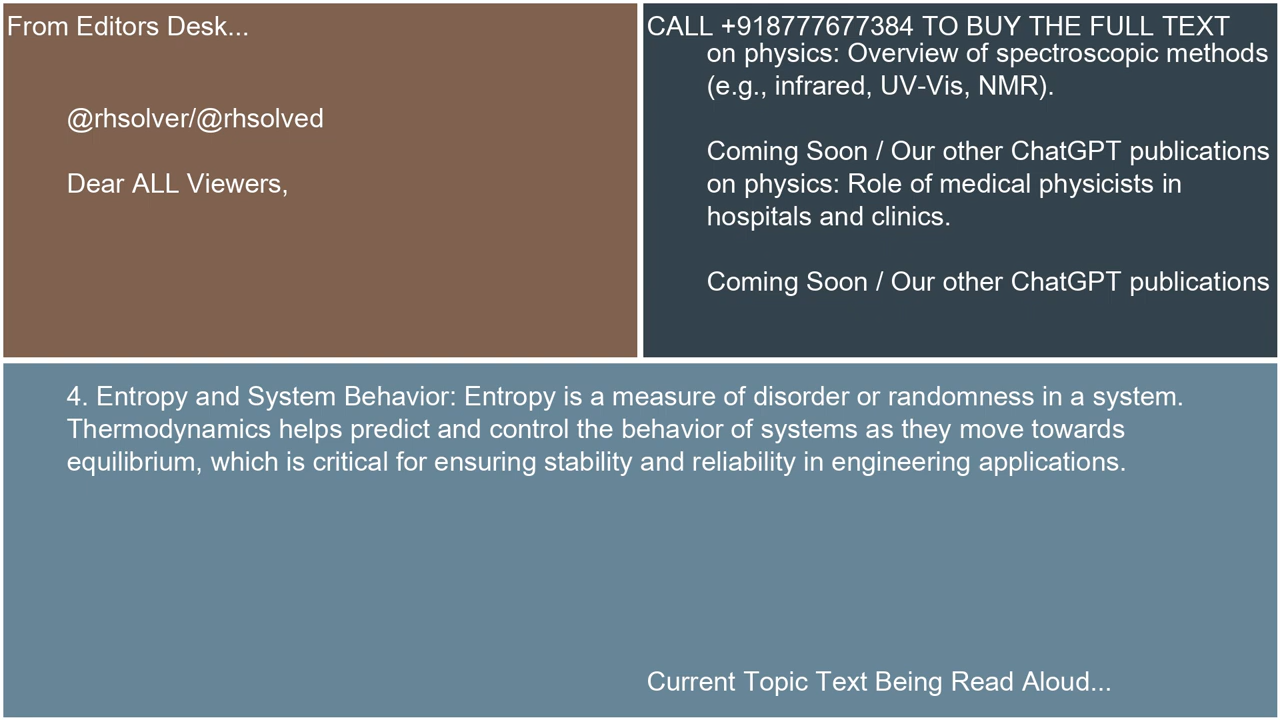 From Editors Desk...
@rhsolver/@rhsolved
Dear ALL Viewers,
CALL +918777677384 TO BUY THE FULL TEXT
on physics: Overview of spectroscopic methods
(e.g., infrared, UV-Vis, NMR).
Coming Soon / Our other ChatGPT publications
on physics: Role of medical physicists in
hospitals and clinics.
Coming Soon / Our other ChatGPT publications
4. Entropy and System Behavior: Entropy is a measure of disorder or randomness in a system.
Thermodynamics helps predict and control the behavior of systems as they move towards
equilibrium, which is critical for ensuring stability and reliability in engineering applications.
Current Topic Text Being Read Aloud...